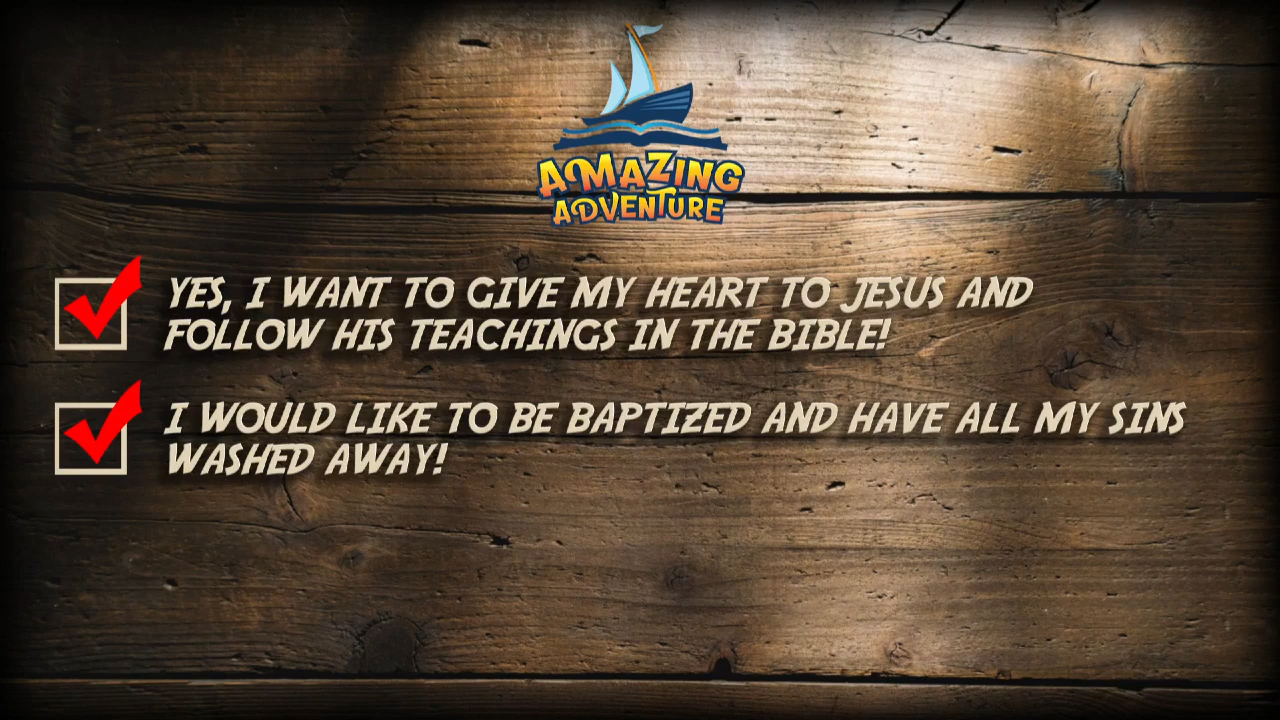 AMAZING
ADVENTURE
YES, I WANT TO GIVE MY HEART TO JESUS AND
FOLLOW HIS TEACHINGS IN THE BIBLE!
I WOULD LIKE TO BE BAPTIZED AND HAVE ALL MY SINS
WASHED AWAY!